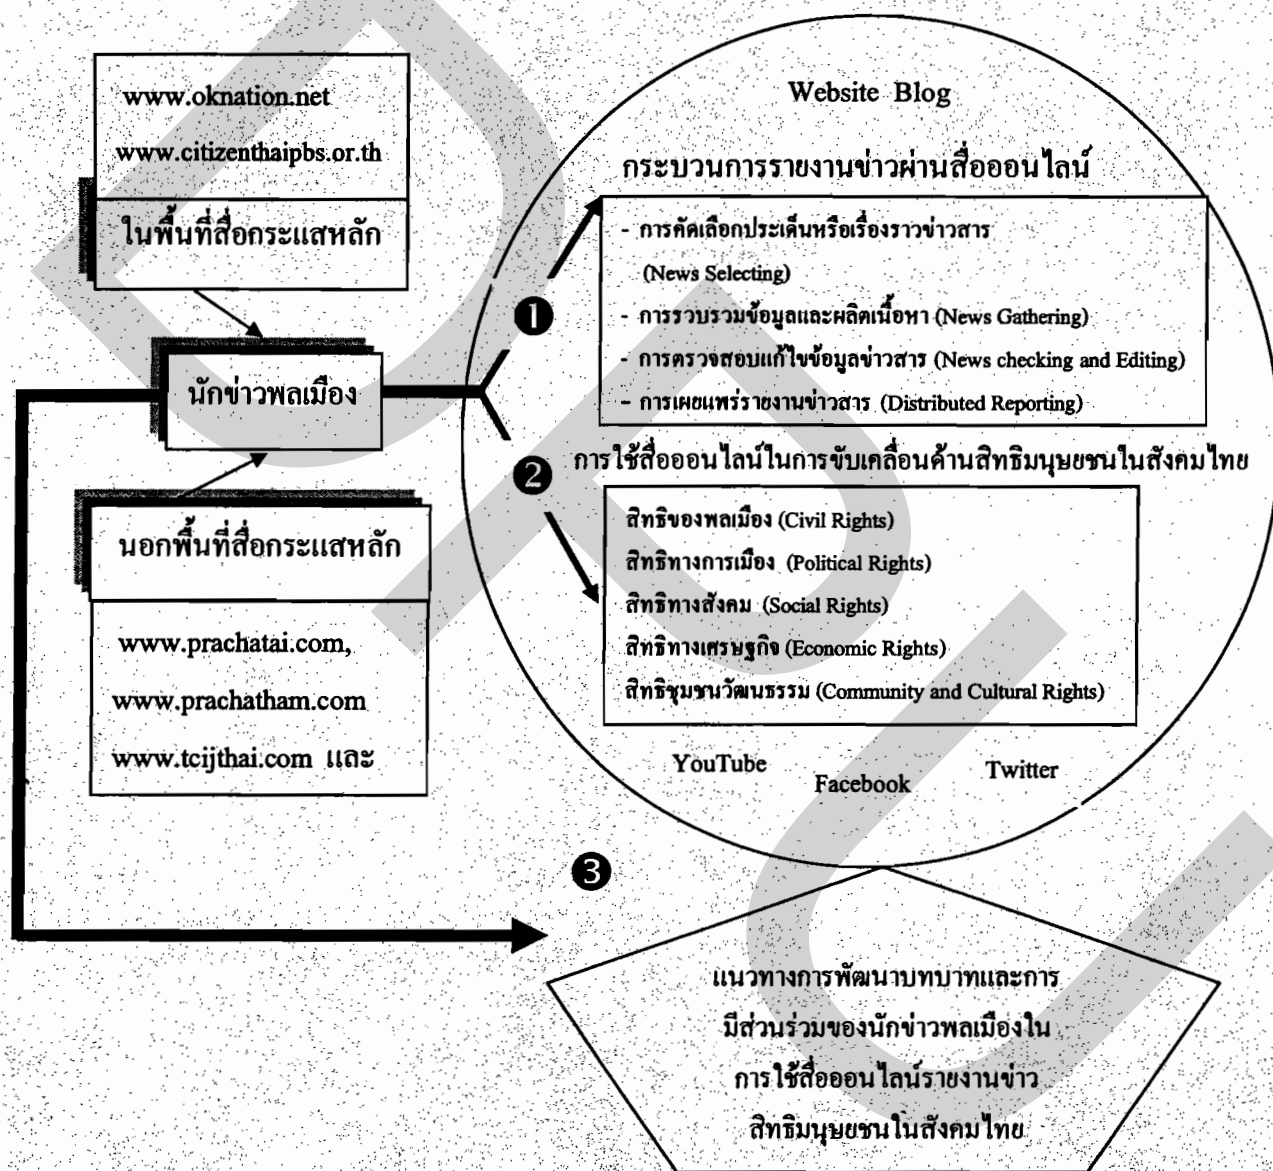 www.oknation.net
www.citizenthaipbs.or.th
ในพื้นที่สื่อกระแสหลัก
นักข่าวพลเมือง
นอกพื้นที่สื่อกระแสหลัก
www.prachatai.com,
www.prachatham.com
www.tcijthai.com และ
Website Blog
กระบวนการรายงานข่าวผ่านสื่อออนไลน์
❶
- การคัดเลือกประเด็นหรือเรื่องราวข่าวสาร
(News Selecting)
- การรวบรวมข้อมูลและผลิตเนื้อหา (News Gathering)
- การตรวจสอบแก้ไขข้อมูลข่าวสาร (News checking and Editing)
- การเผยแพร่รายงานข่าวสาร (Distributed Reporting)
❷
การใช้สื่อออนไลน์ในการขับเคลื่อนด้านสิทธิมนุษยชนในสังคมไทย
สิทธิของพลเมือง (Civil Rights)
สิทธิทางการเมือง (Political Rights)
สิทธิทางสังคม (Social Rights)
สิทธิทางเศรษฐกิจ (Economic Rights)
สิทธิชุมชนวัฒนธรรม (Community and Cultural Rights)
YouTube
Facebook
Twitter
❸
แนวทางการพัฒนาบทบาทและการ
มีส่วนร่วมของนักข่าวพลเมืองใน
การใช้สื่อออนไลน์รายงานข่าว
สิทธิมนุษยชนในสังคมไทย
DPU